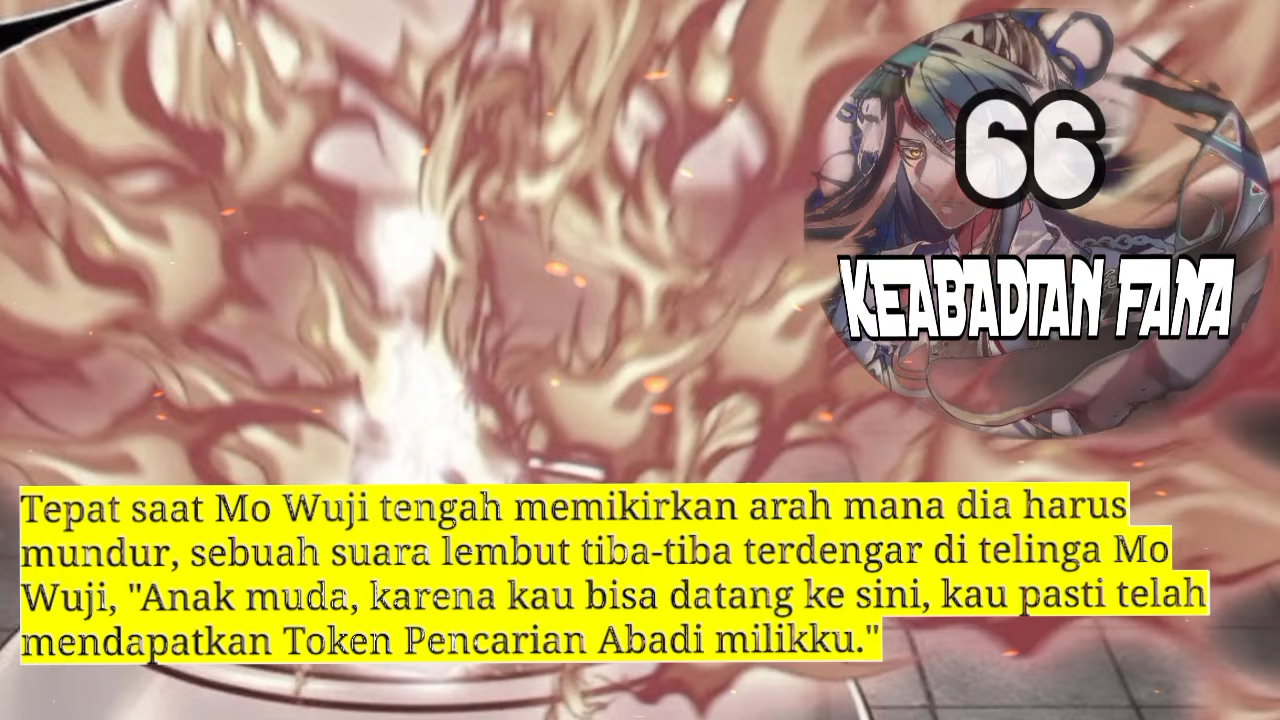 66
KEABADIAN FANA
Tepat saat Mo Wuji tengah memikirkan arah mana dia harus
mundur, sebuah suara lembut tiba-tiba terdengar di telinga Mo
Wuji, "Anak muda, karena kau bisa datang ke sini, kau pasti telah
mendapatkan Token Pencarian Abadi milikku."